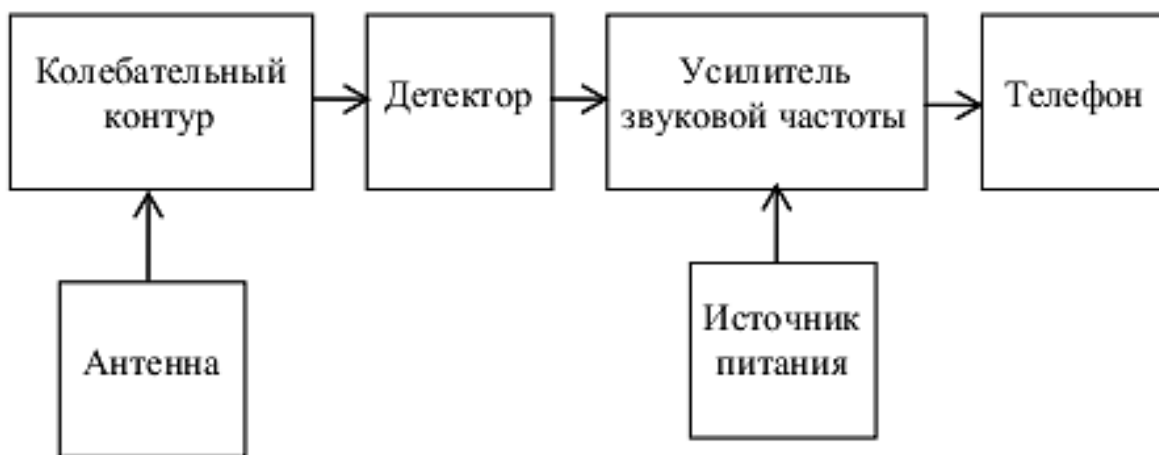 Колебательный
контур
Детектор
Усилитель
звуковой частоты
Телефон
Антенна
Источник
питания